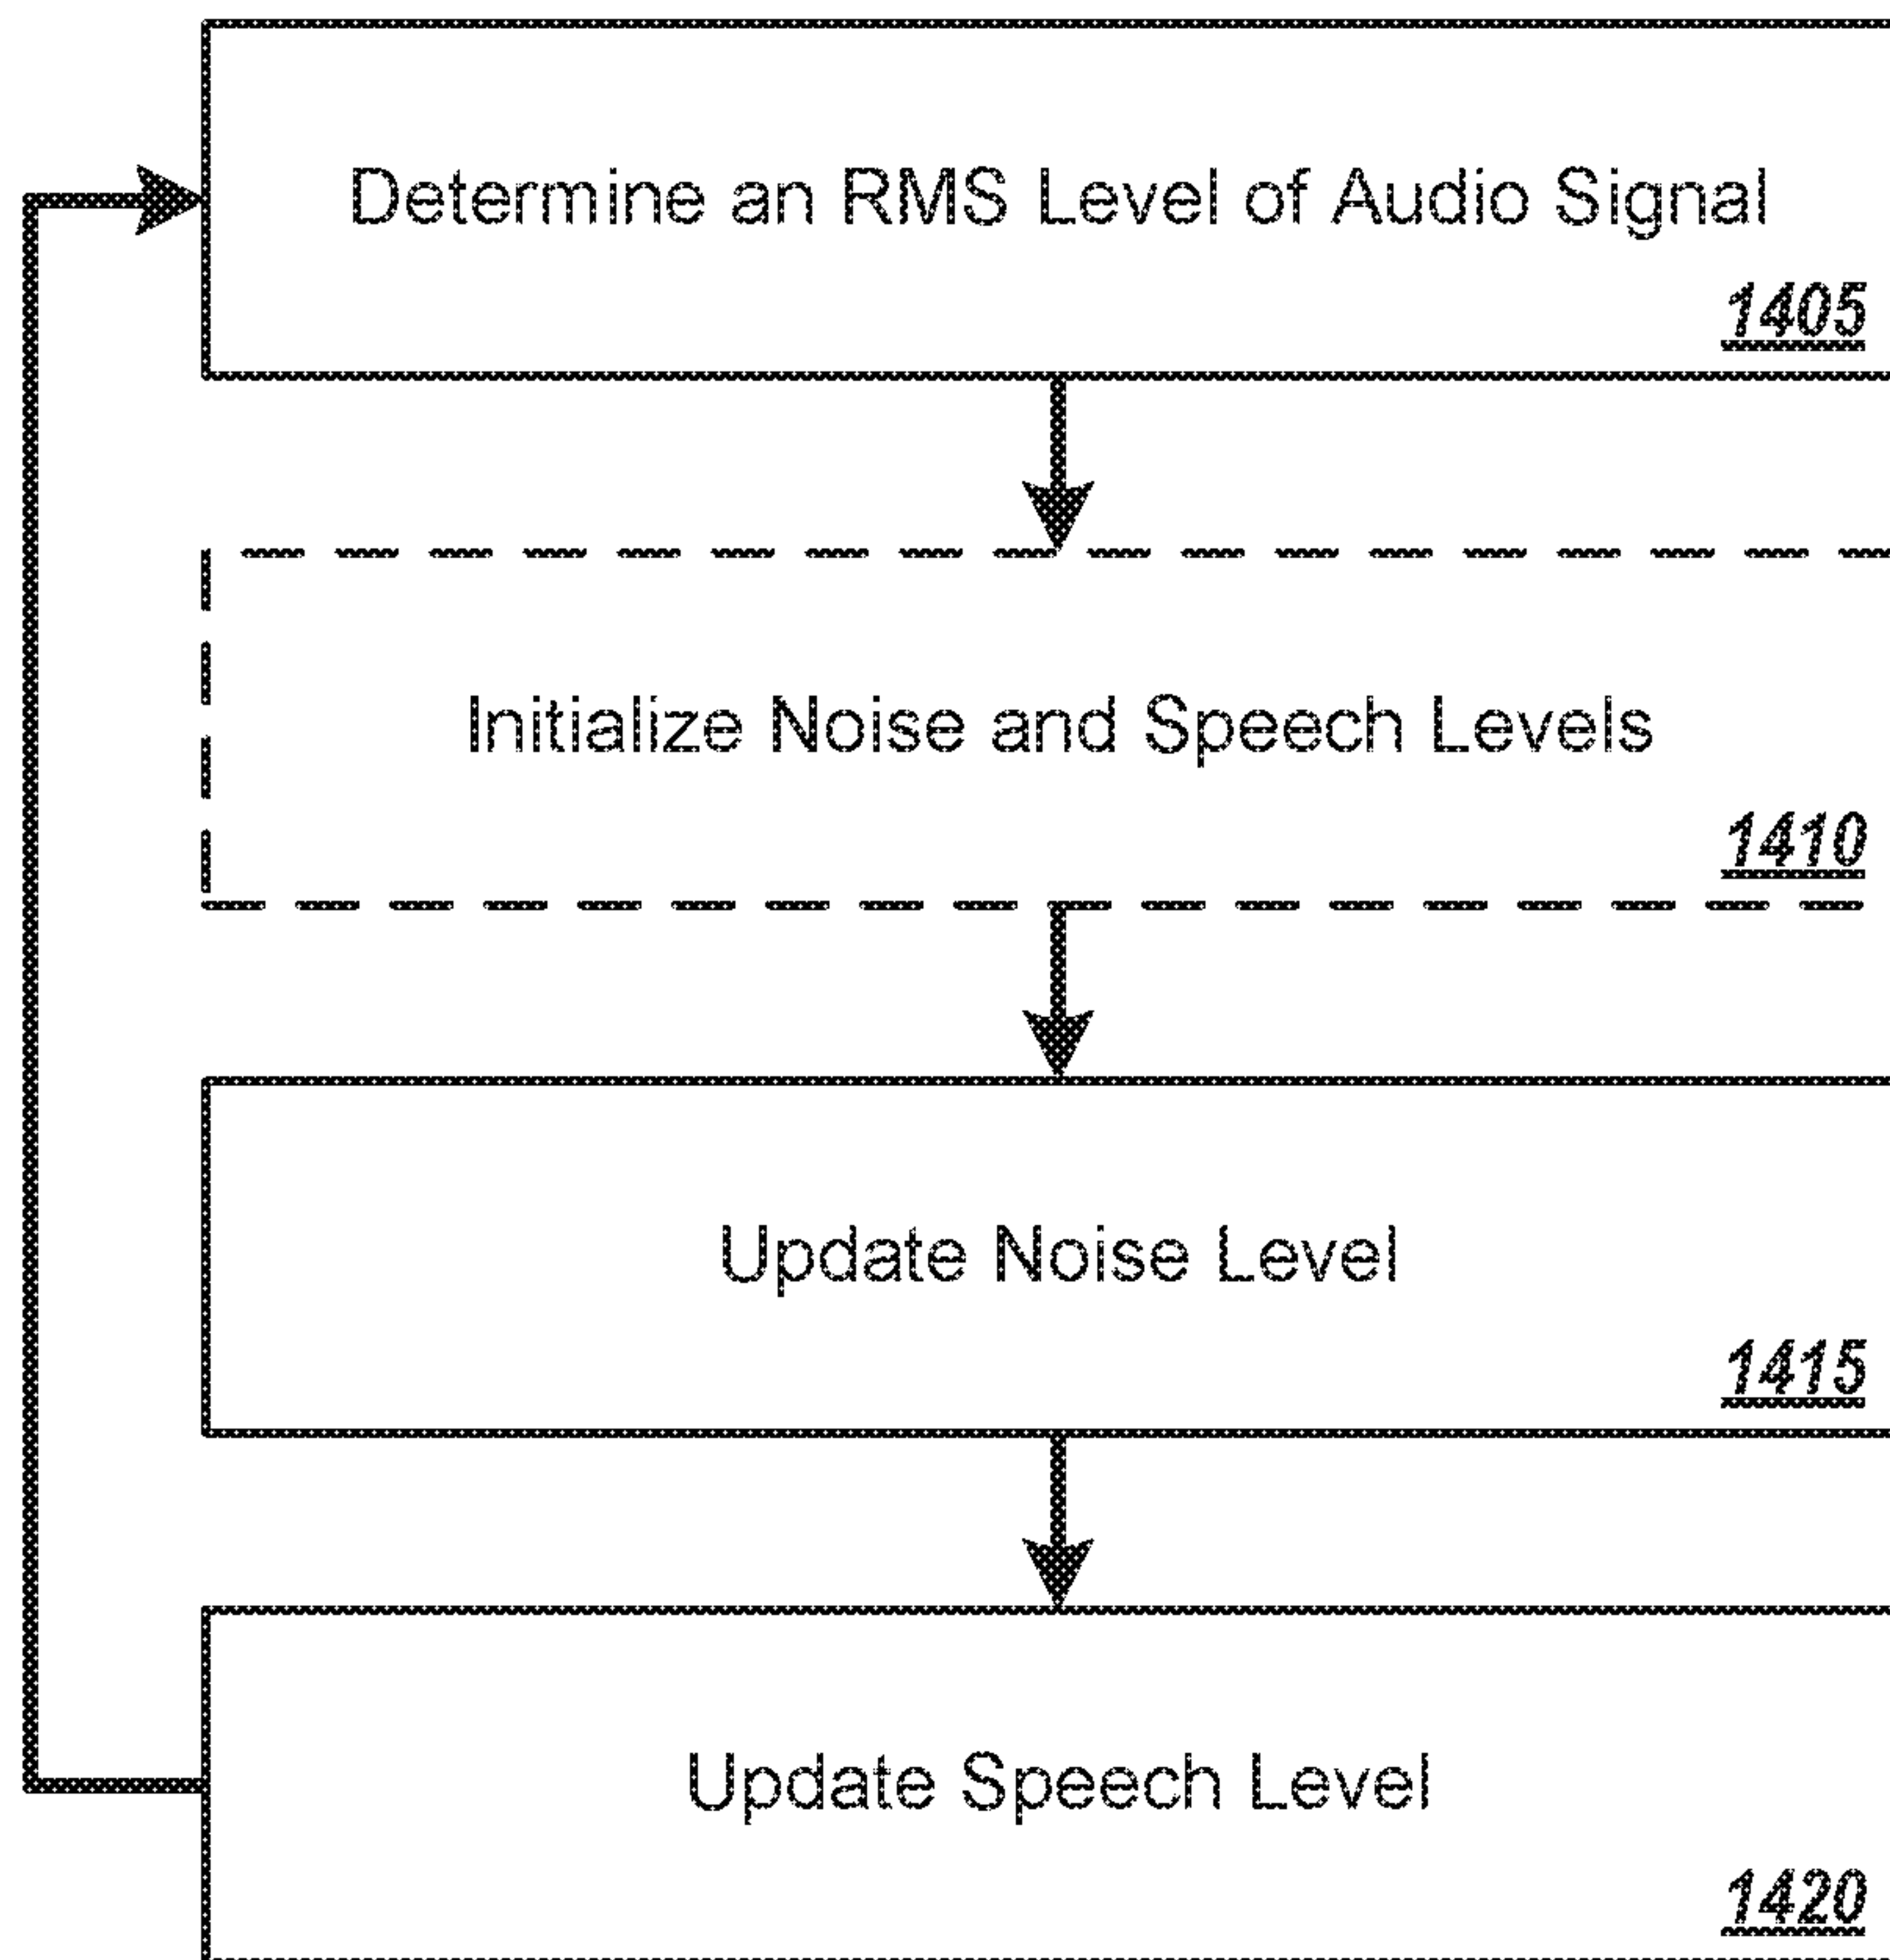 Determine an RMS Level of Audio Signal
1405
Initialize Noise and Speech Levels
1410
Update Noise Level
1415
Update Speech Level
1420